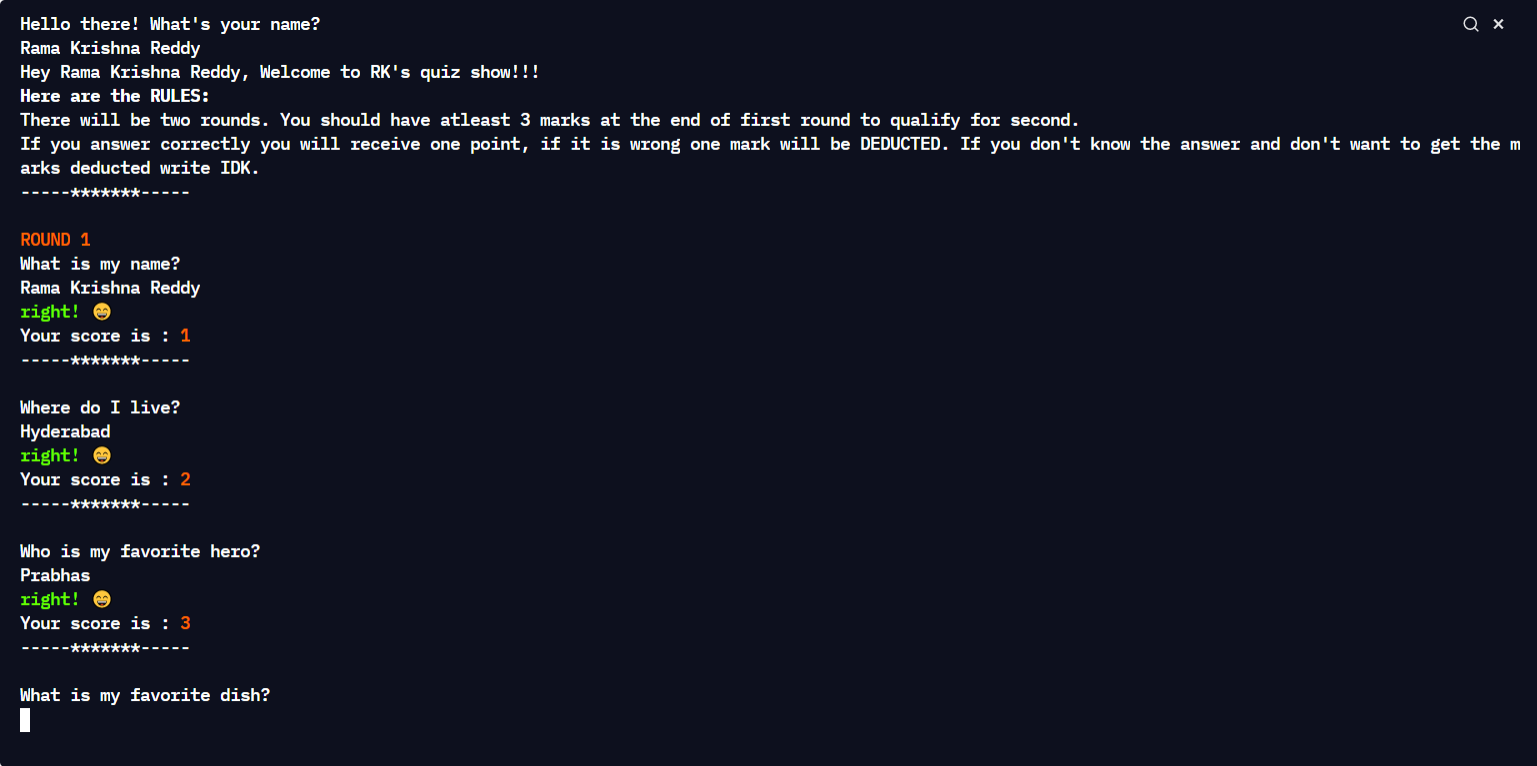 Hello there! What's your name?
Rama Krishna Reddy
Hey Rama Krishna Reddy, Welcome to RK's quiz show!!!
Here are the RULES:
There will be two rounds. You should have atleast 3 marks at the end of first round to qualify for second.
If you answer correctly you will receive one point, if it is wrong one mark will be DEDUCTED. If you don't know the answer and don't want to get the m
arks deducted write IDK.
-----*******-----
ROUND 1
What is my name?
Rama Krishna Reddy
right! 😄
Your score is : 1
-----*******-----
Where do I live?
Hyderabad
right! 😄
Your score is : 2
-----*******-----
Who is my favorite hero?
Prabhas
right! 😄
Your score is : 3
-----*******-----
What is my favorite dish?